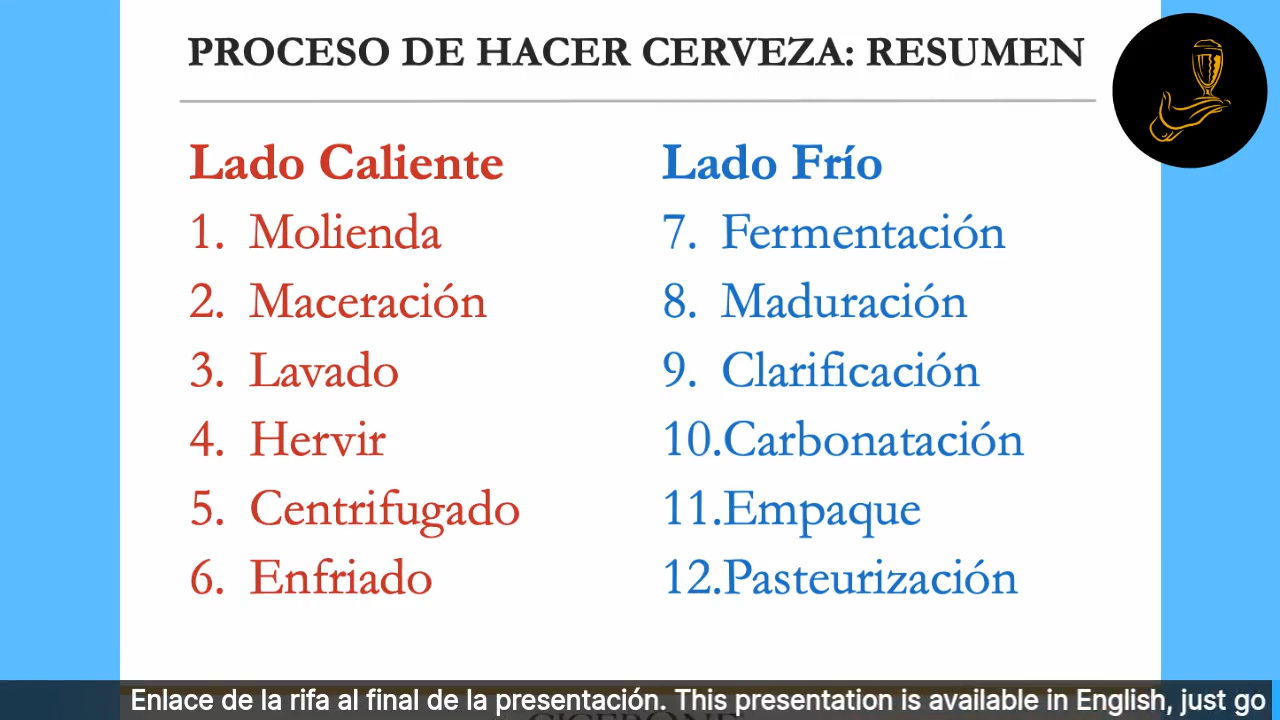 PROCESO DE HACER CERVEZA: RESUMEN
Lado Caliente
1. Molienda
2. Maceración
3. Lavado
4. Hervir
5. Centrifugado
6. Enfriado
Lado Frío
7. Fermentación
8. Maduración
9. Clarificación
10.Carbonatación
11.Empaque
12.Pasteurización
Enlace de la rifa al final de la presentación. This presentation is available in English, just go